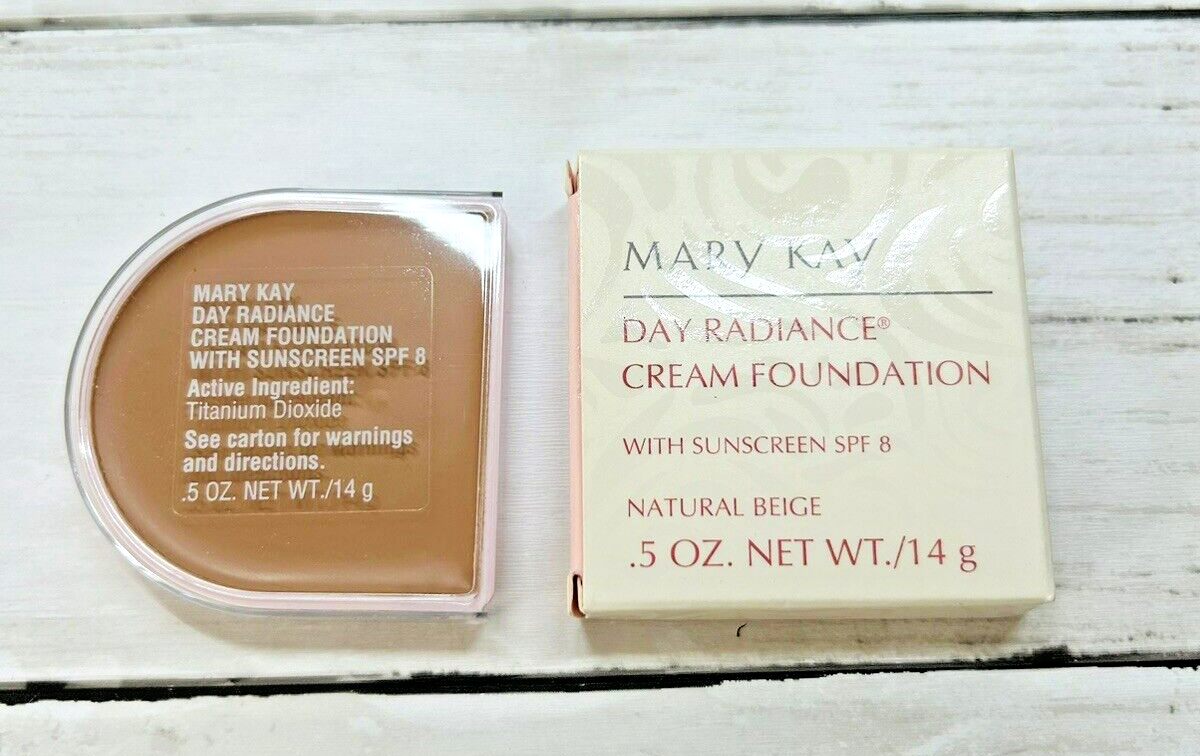 MARY KAY
DAY RADIANCE
CREAM FOUNDATION
WITH SUNSCREEN SPF 8
Active Ingredient:
Titanium Dioxide
See carton for warnings
and directions.
.5 OZ. NET WT./14 g
MARY KAY
DAY RADIANCE®
CREAM FOUNDATION
WITH SUNSCREEN SPF 8
NATURAL BEIGE
.5 OZ. NET WT./14 g